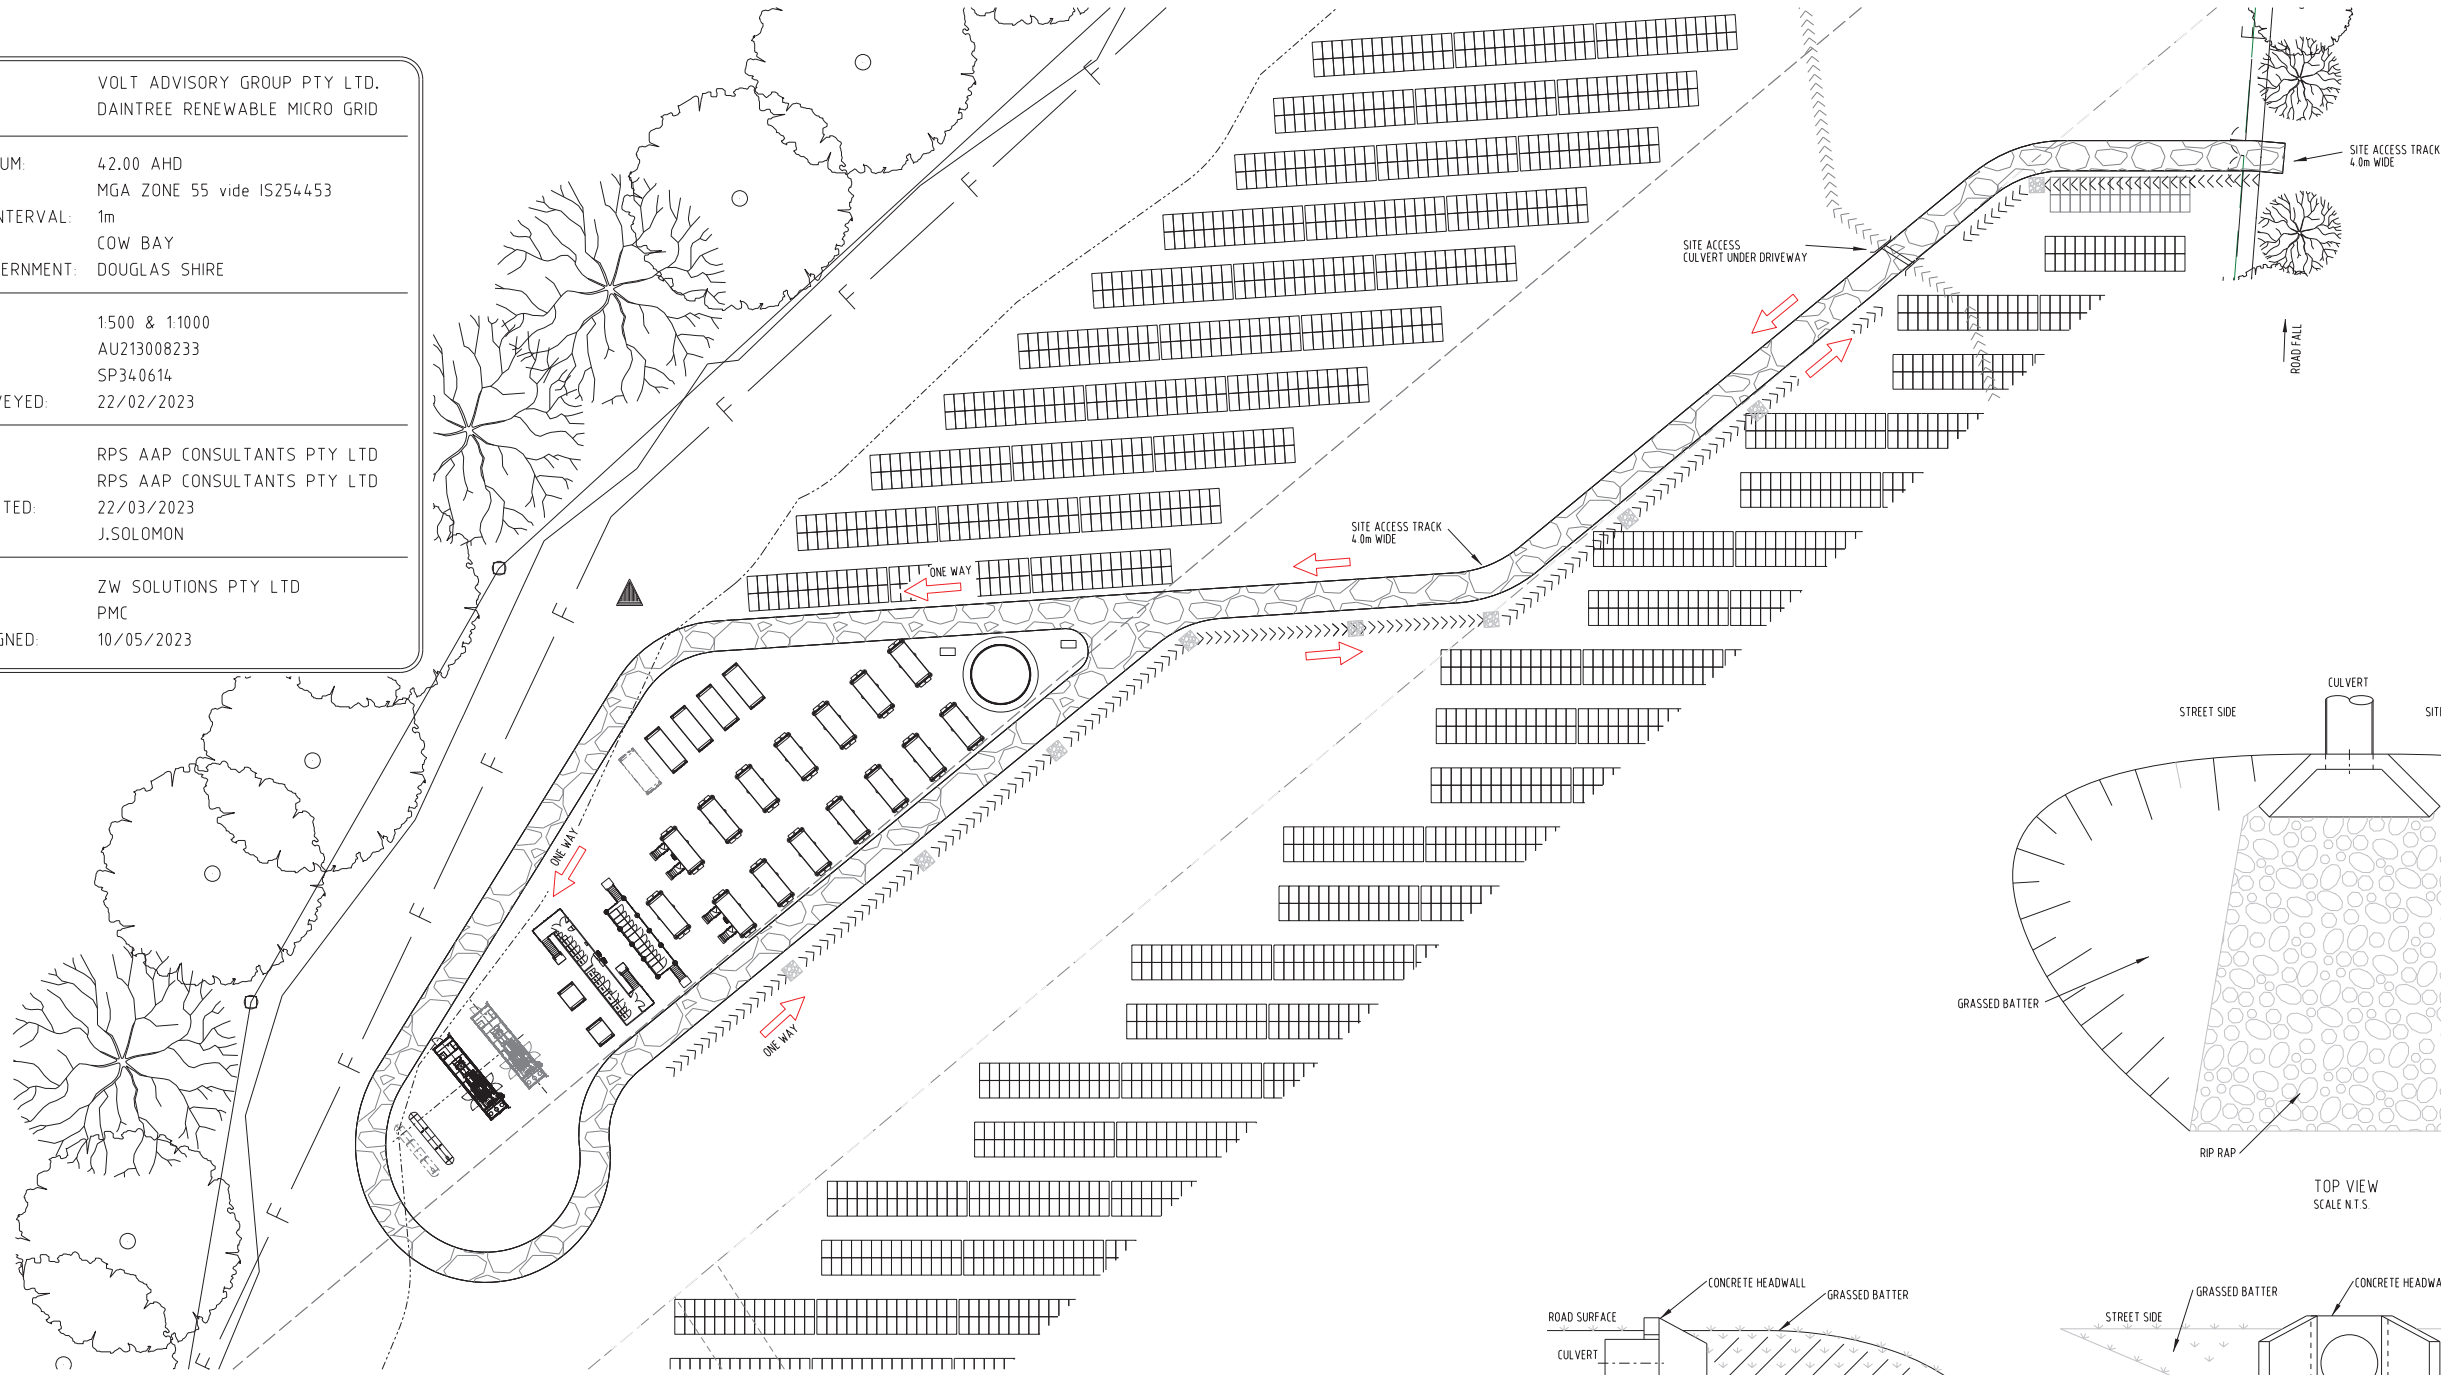 VOLT ADVISORY GROUP PTY LTD.
DAINTREE RENEWABLE MICRO GRID
UM: 42.00 AHD
MGA ZONE 55 vide IS254453
NTERVAL: 1m
COW BAY
ERNMENT: DOUGLAS SHIRE
1:500 & 1:1000
AU213008233
SP340614
VEYED: 22/02/2023
RPS AAP CONSULTANTS PTY LTD
RPS AAP CONSULTANTS PTY LTD
TED: 22/03/2023
J.SOLOMON
ZW SOLUTIONS PTY LTD
PMC
GNED: 10/05/2023
F
F
F
F
F
F
F
F
F
F
F
SITE ACCESS TRACK
4.0m WIDE
SITE ACCESS
CULVERT UNDER DRIVEWAY
ROAD FALL
SITE ACCESS TRACK
4.0m WIDE
ONE WAY
ONE WAY
ONE WAY
CULVERT
STREET SIDE
SITE
GRASSED BATTER
RIP RAP
TOP VIEW
SCALE N.T.S.
CONCRETE HEADWALL
GRASSED BATTER
ROAD SURFACE
CULVERT
CONCRETE HEADWA
GRASSED BATTER
STREET SIDE